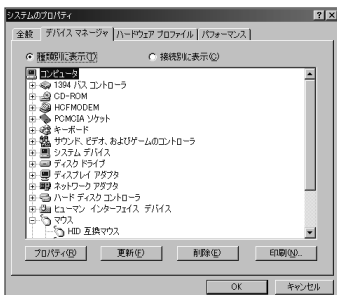 システムのプロパティ
全般 デバイス マネージャ ハードウェア プロファイル パフォーマンス
種類別に表示(T) 接続別に表示(C)
コンピュータ
1394 バス コントローラ
CD-ROM
HCFMODEM
PCMCIA ソケット
キーボード
サウンド、ビデオ、およびゲームのコントローラ
システム デバイス
ディスク ドライブ
ディスプレイ アダプタ
ネットワーク アダプタ
ハード ディスク コントローラ
ヒューマン インターフェイス デバイス
マウス
HID 互換マウス
プロパティ(R) 更新(F) 削除(E) 印刷(N)...
OK キャンセル